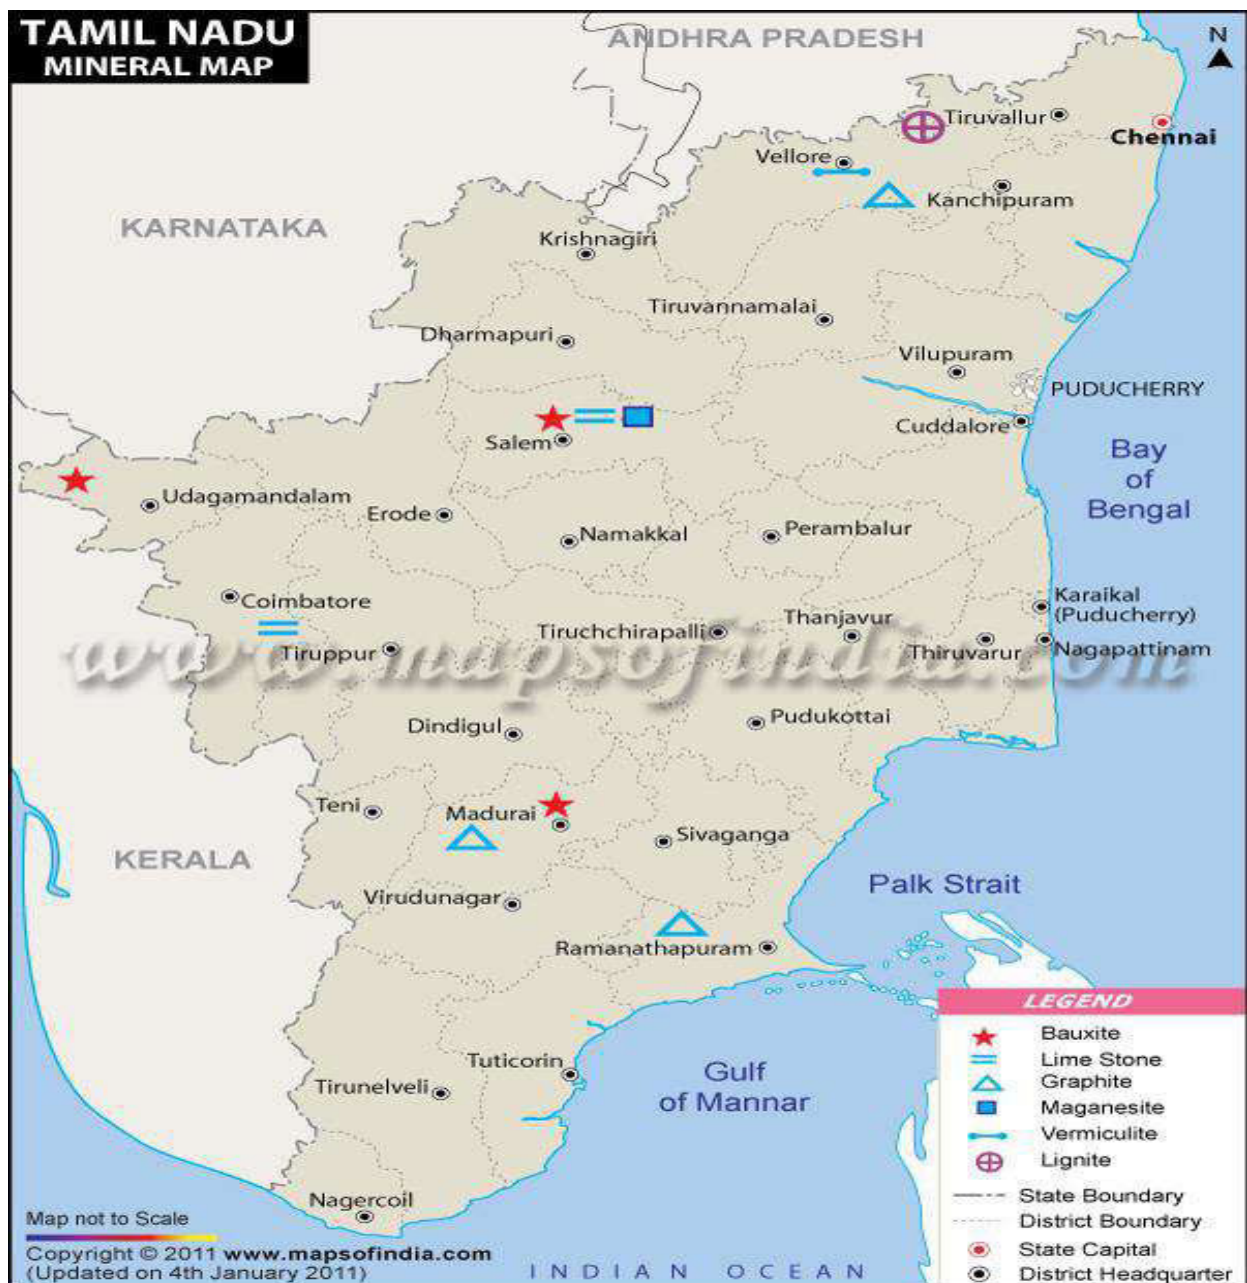 TAMIL NADU
MINERAL MAP
ANDHRA PRADESH
N
Tiruvallur
Chennai
Vellore
Kanchipuram
KARNATAKA
Krishnagiri
Tiruvannamalai
Dharmapuri
Vilupuram
PUDUCHERRY
Cuddalore
Salem
Bay
of
Bengal
Udagamandalam
Erode
Namakkal
Perambalur
Coimbatore
Karaikal
(Puducherry)
Thanjavur
Tiruchchirapalli
Tiruppur
Thiruvarur
Nagapattinam
www.mapsofindia.com
Dindigul
Pudukottai
Teni
Madurai
Sivaganga
KERALA
Palk Strait
Virudunagar
Ramanathapuram
Tuticorin
Tirunelveli
Gulf
of Mannar
Nagercoil
LEGEND
Bauxite
Lime Stone
Graphite
Maganesite
Vermiculite
Lignite
State Boundary
District Boundary
State Capital
District Headquarter
Map not to Scale
Copyright © 2011 www.mapsofindia.com
(Updated on 4th January 2011)
INDIAN OCEAN